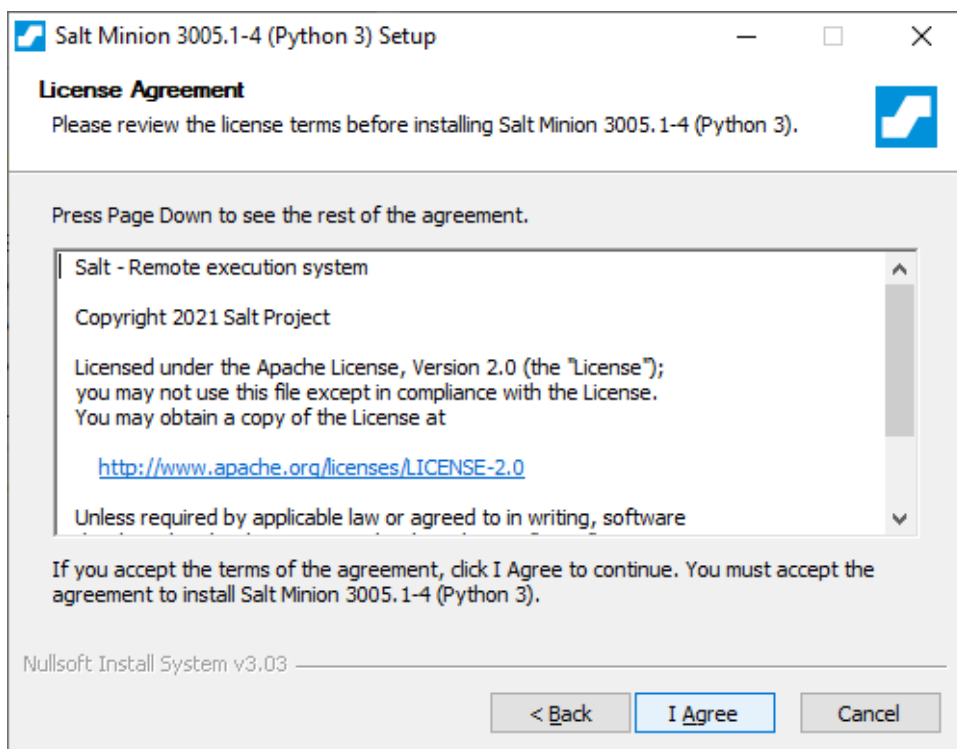 Salt Minion 3005.1-4 (Python 3) Setup
License Agreement
Please review the license terms before installing Salt Minion 3005.1-4 (Python 3).
Press Page Down to see the rest of the agreement.
Salt - Remote execution system
Copyright 2021 Salt Project
Licensed under the Apache License, Version 2.0 (the "License");
you may not use this file except in compliance with the License.
You may obtain a copy of the License at
http://www.apache.org/licenses/LICENSE-2.0
Unless required by applicable law or agreed to in writing, software
If you accept the terms of the agreement, click I Agree to continue. You must accept the
agreement to install Salt Minion 3005.1-4 (Python 3).
Nullsoft Install System v3.03
< Back
I Agree
Cancel